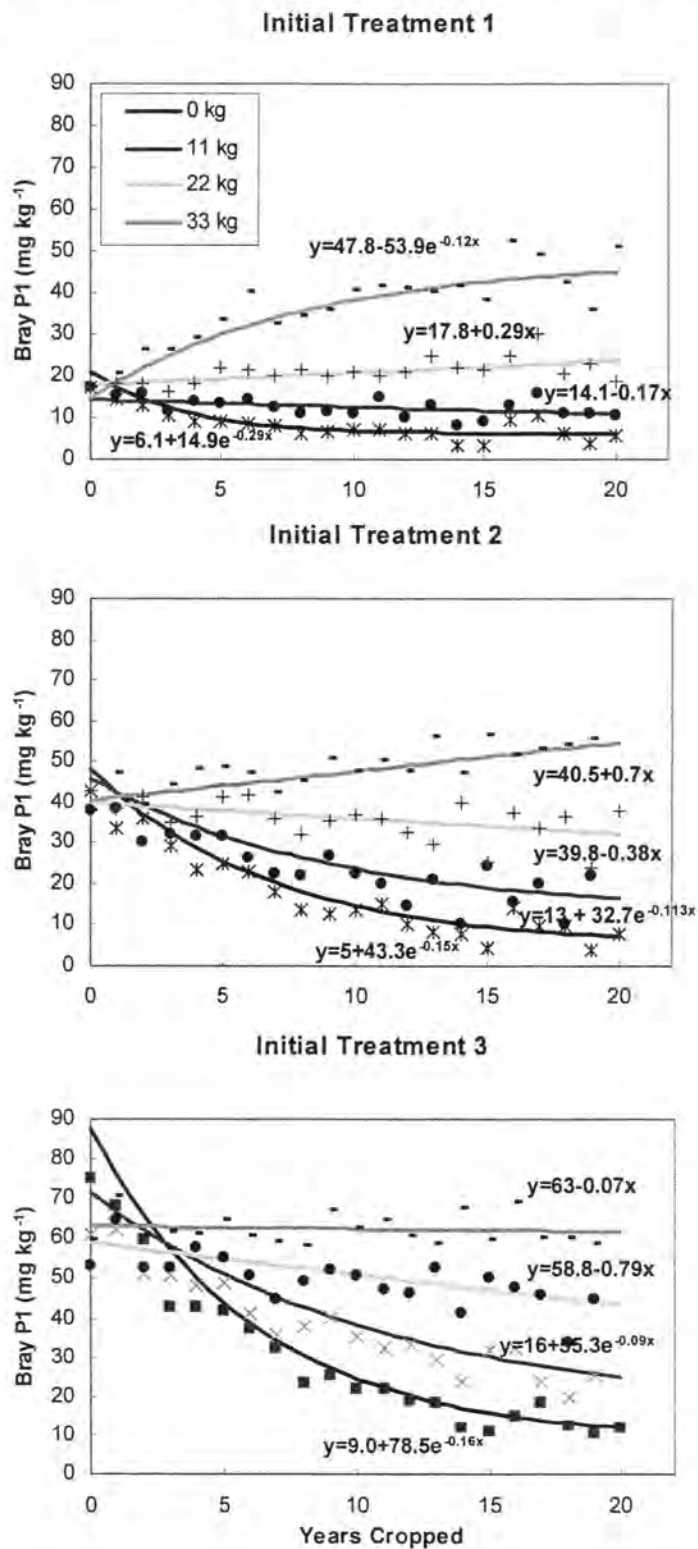 Initial Treatment 1
90
80
70
60
50
40
30
20
10
0
Bray P1 (mg kg-1)
0 kg
11 kg
22 kg
33 kg
y=47.8-53.9e-0.12x
y=17.8+0.29x
y=14.1-0.17x
y=6.1+14.9e-0.29x
0 5 10 15 20
Initial Treatment 2
90
80
70
60
50
40
30
20
10
0
Bray P1 (mg kg-1)
y=40.5+0.7x
y=39.8-0.38x
y=13 + 32.7e-0.113x
y=5+43.3e-0.15x
0 5 10 15 20
Initial Treatment 3
90
80
70
60
50
40
30
20
10
0
Bray P1 (mg kg-1)
y=63-0.07x
y=58.8-0.79x
y=16+55.3e-0.09x
y=9.0+78.5e-0.16x
0 5 10 15 20
Years Cropped